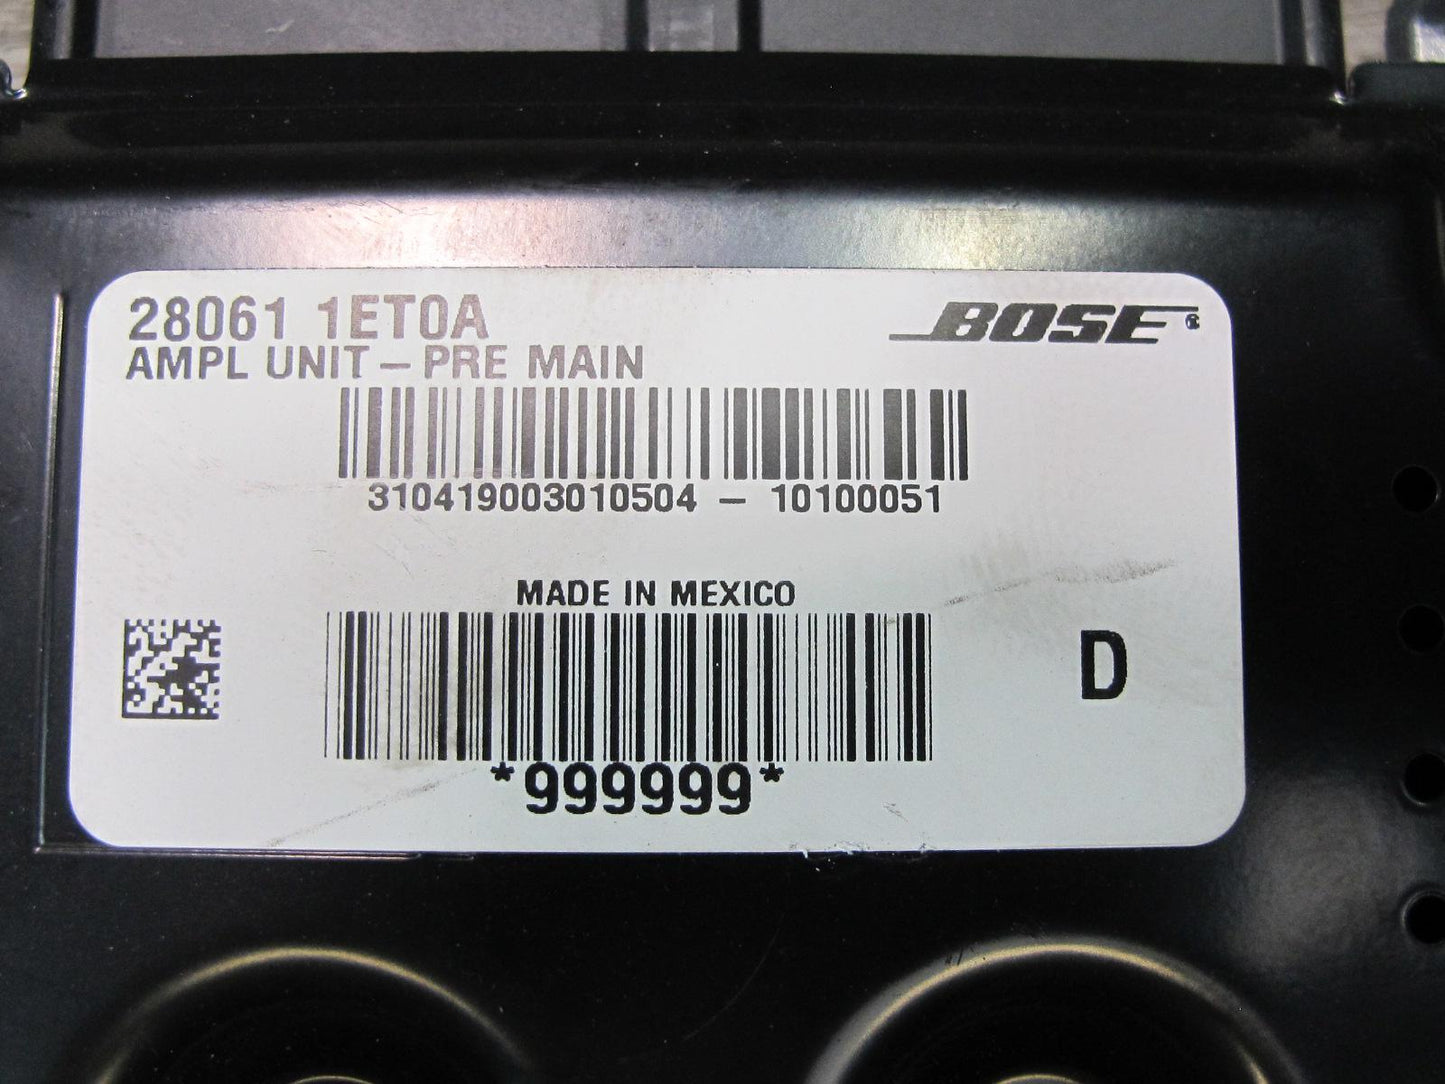 28061 1ET0A
BOSE®
AMPL UNIT – PRE MAIN
310419003010504 – 10100051
MADE IN MEXICO
D
*999999*